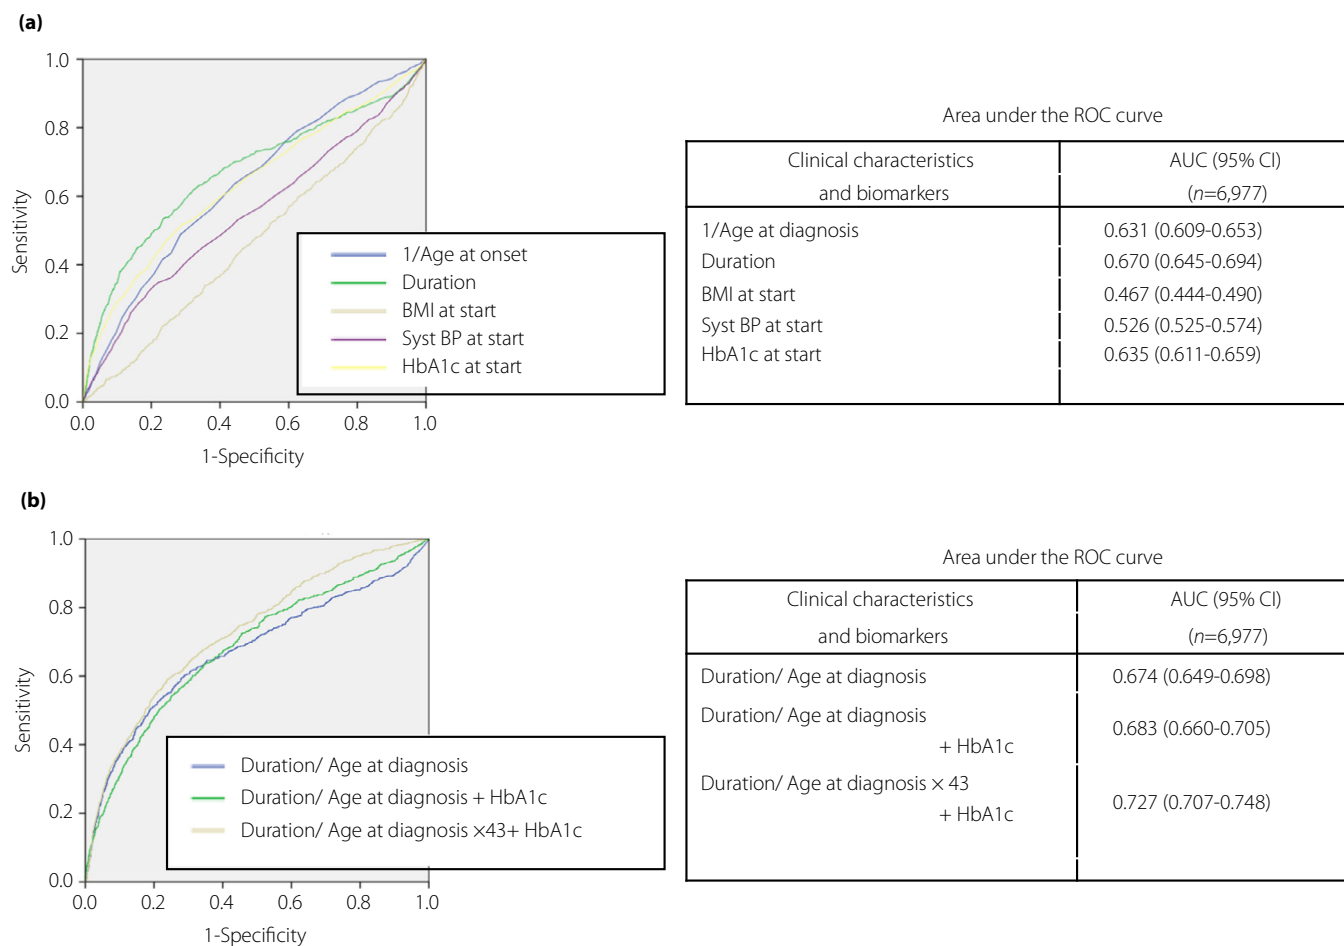 (a)
1.0
0.8
0.6
0.4
0.2
0.0
Sensitivity
0.0 0.2 0.4 0.6 0.8 1.0
1-Specificity
1/Age at onset
Duration
BMI at start
Syst BP at start
HbA1c at start
Area under the ROC curve
Clinical characteristics AUC (95% CI)
and biomarkers (n=6,977)
1/Age at diagnosis 0.631 (0.609-0.653)
Duration 0.670 (0.645-0.694)
BMI at start 0.467 (0.444-0.490)
Syst BP at start 0.526 (0.525-0.574)
HbA1c at start 0.635 (0.611-0.659)
(b)
1.0
0.8
0.6
0.4
0.2
0.0
Sensitivity
0.0 0.2 0.4 0.6 0.8 1.0
1-Specificity
Duration/ Age at diagnosis
Duration/ Age at diagnosis + HbA1c
Duration/ Age at diagnosis ×43+ HbA1c
Area under the ROC curve
Clinical characteristics AUC (95% CI)
and biomarkers (n=6,977)
Duration/ Age at diagnosis 0.674 (0.649-0.698)
Duration/ Age at diagnosis
+ HbA1c 0.683 (0.660-0.705)
Duration/ Age at diagnosis × 43
+ HbA1c 0.727 (0.707-0.748)